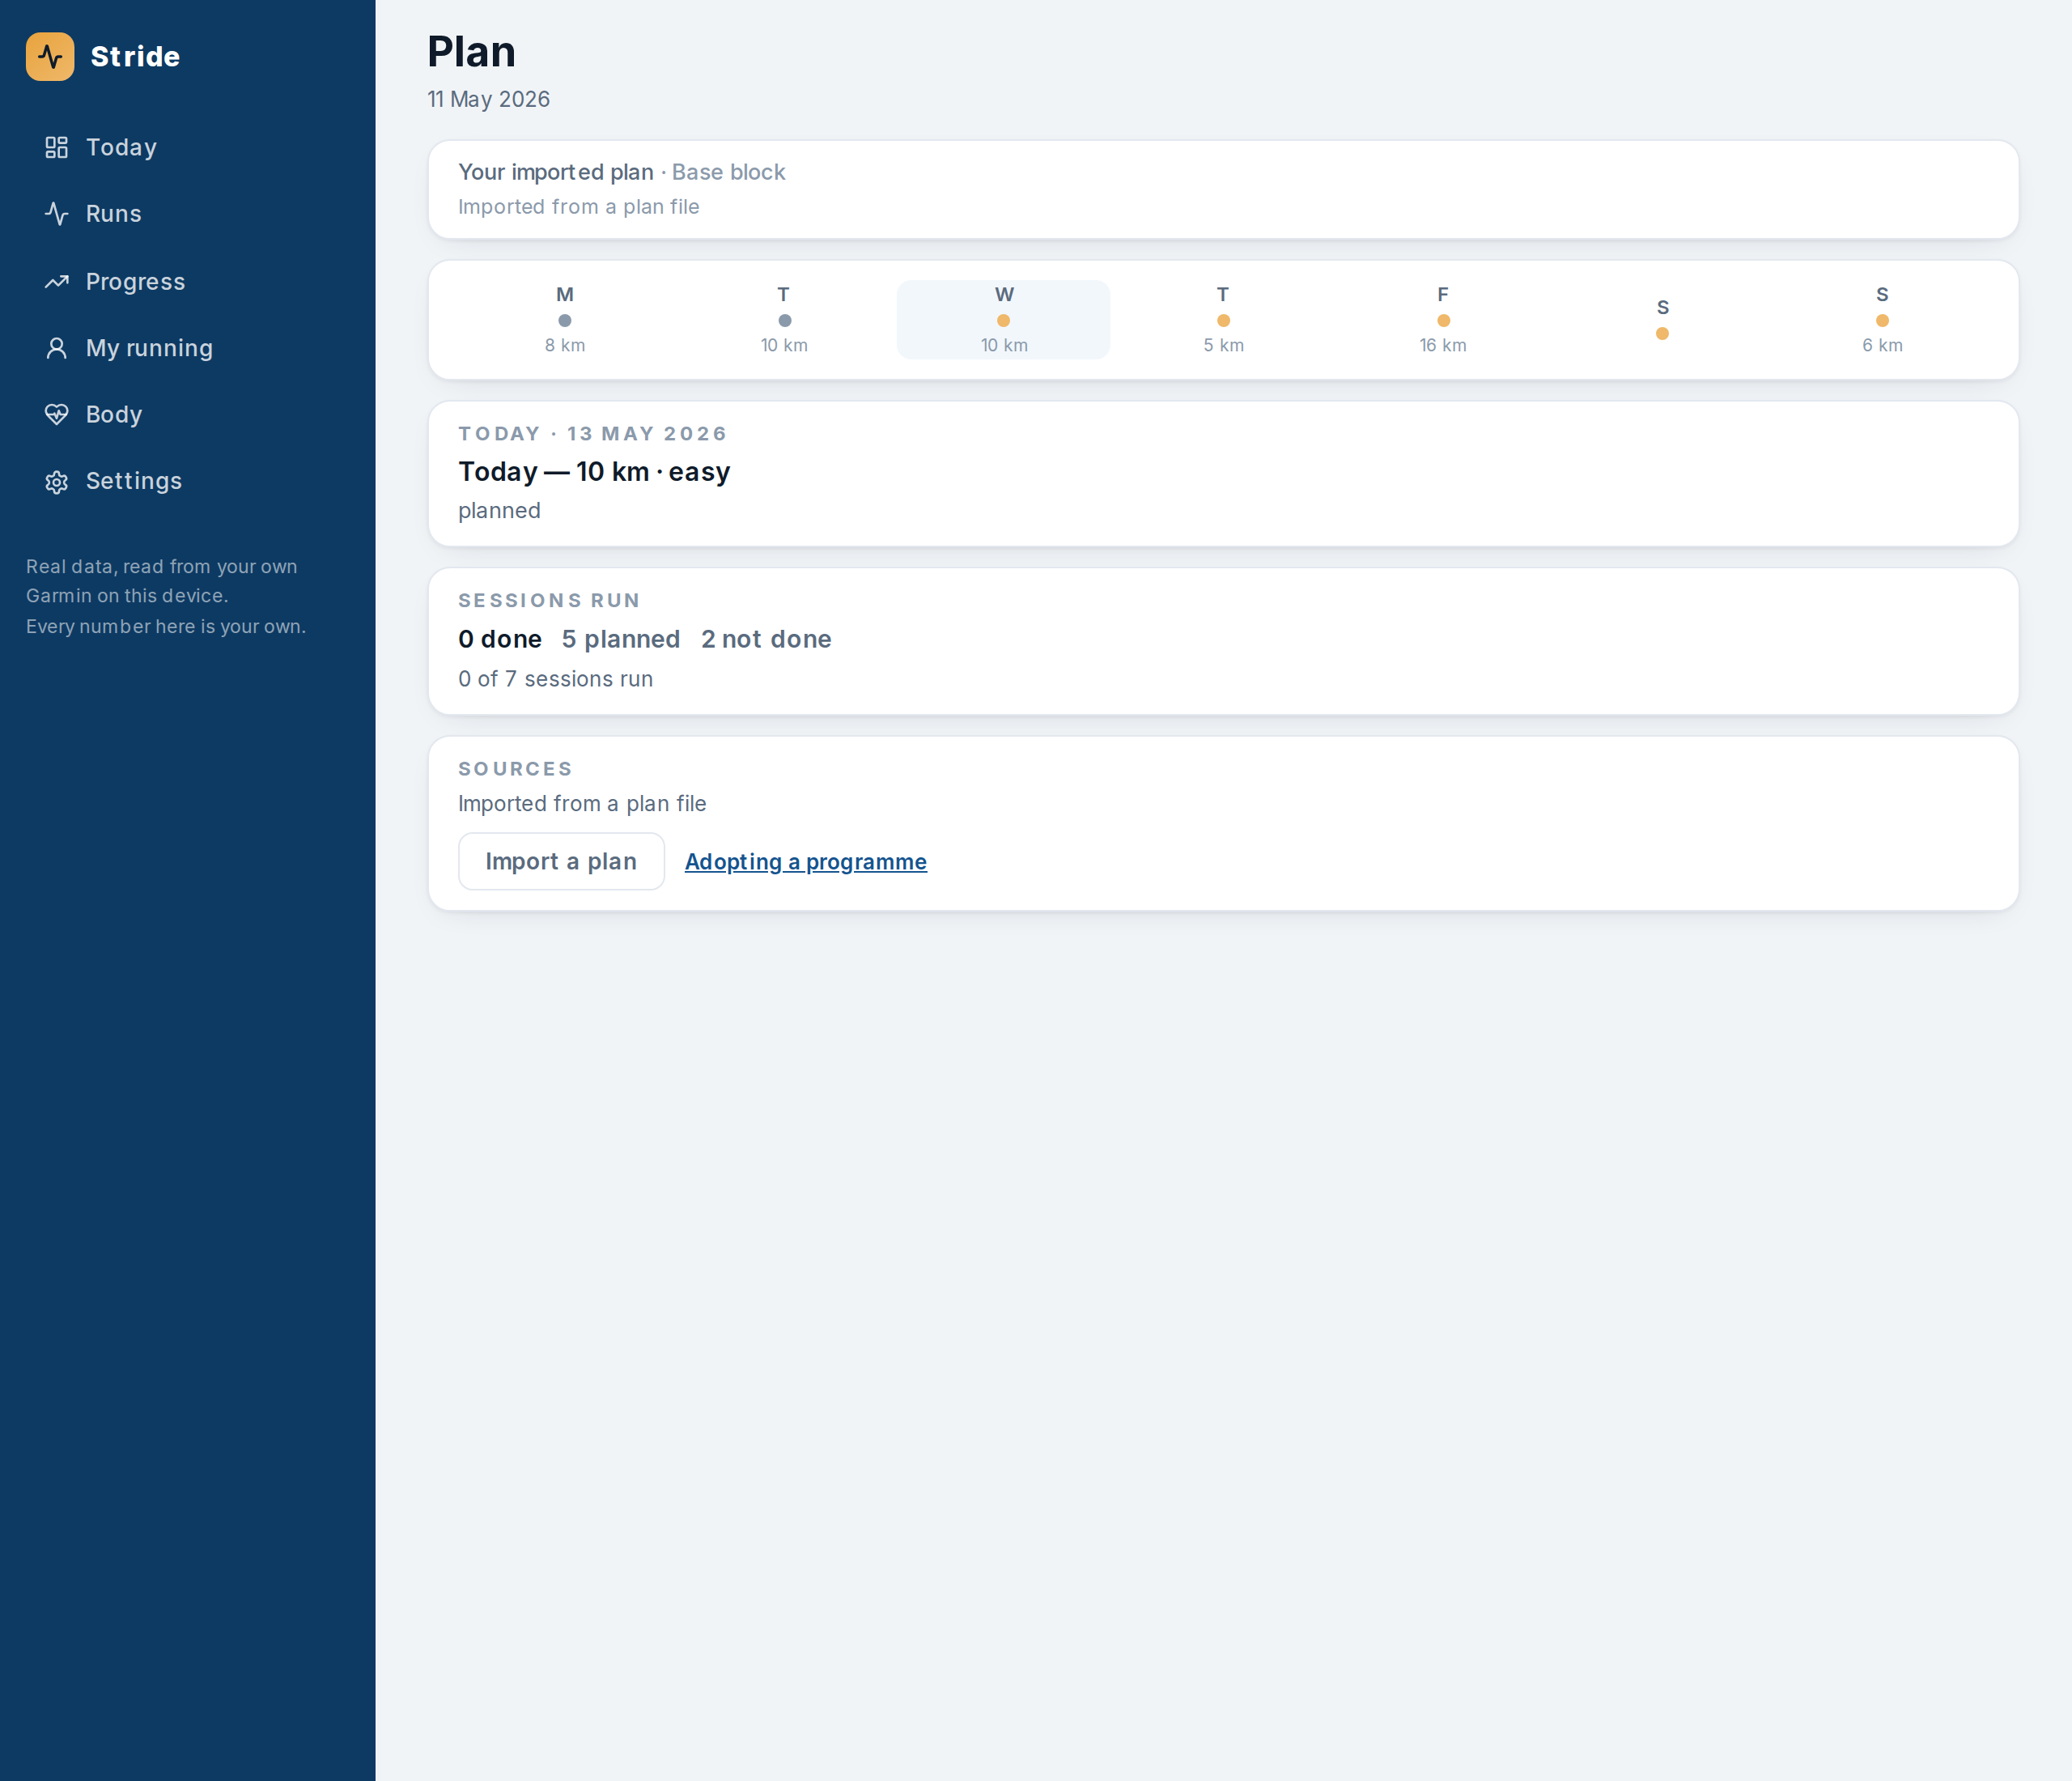 Stride
Today
Runs
Progress
My running
Body
Settings
Real data, read from your own
Garmin on this device.
Every number here is your own.
Plan
11 May 2026
Your imported plan · Base block
Imported from a plan file
M T W T F S S
8 km 10 km 10 km 5 km 16 km 6 km
TODAY · 13 MAY 2026
Today — 10 km · easy
planned
SESSIONS RUN
0 done 5 planned 2 not done
0 of 7 sessions run
SOURCES
Imported from a plan file
Import a plan Adopting a programme